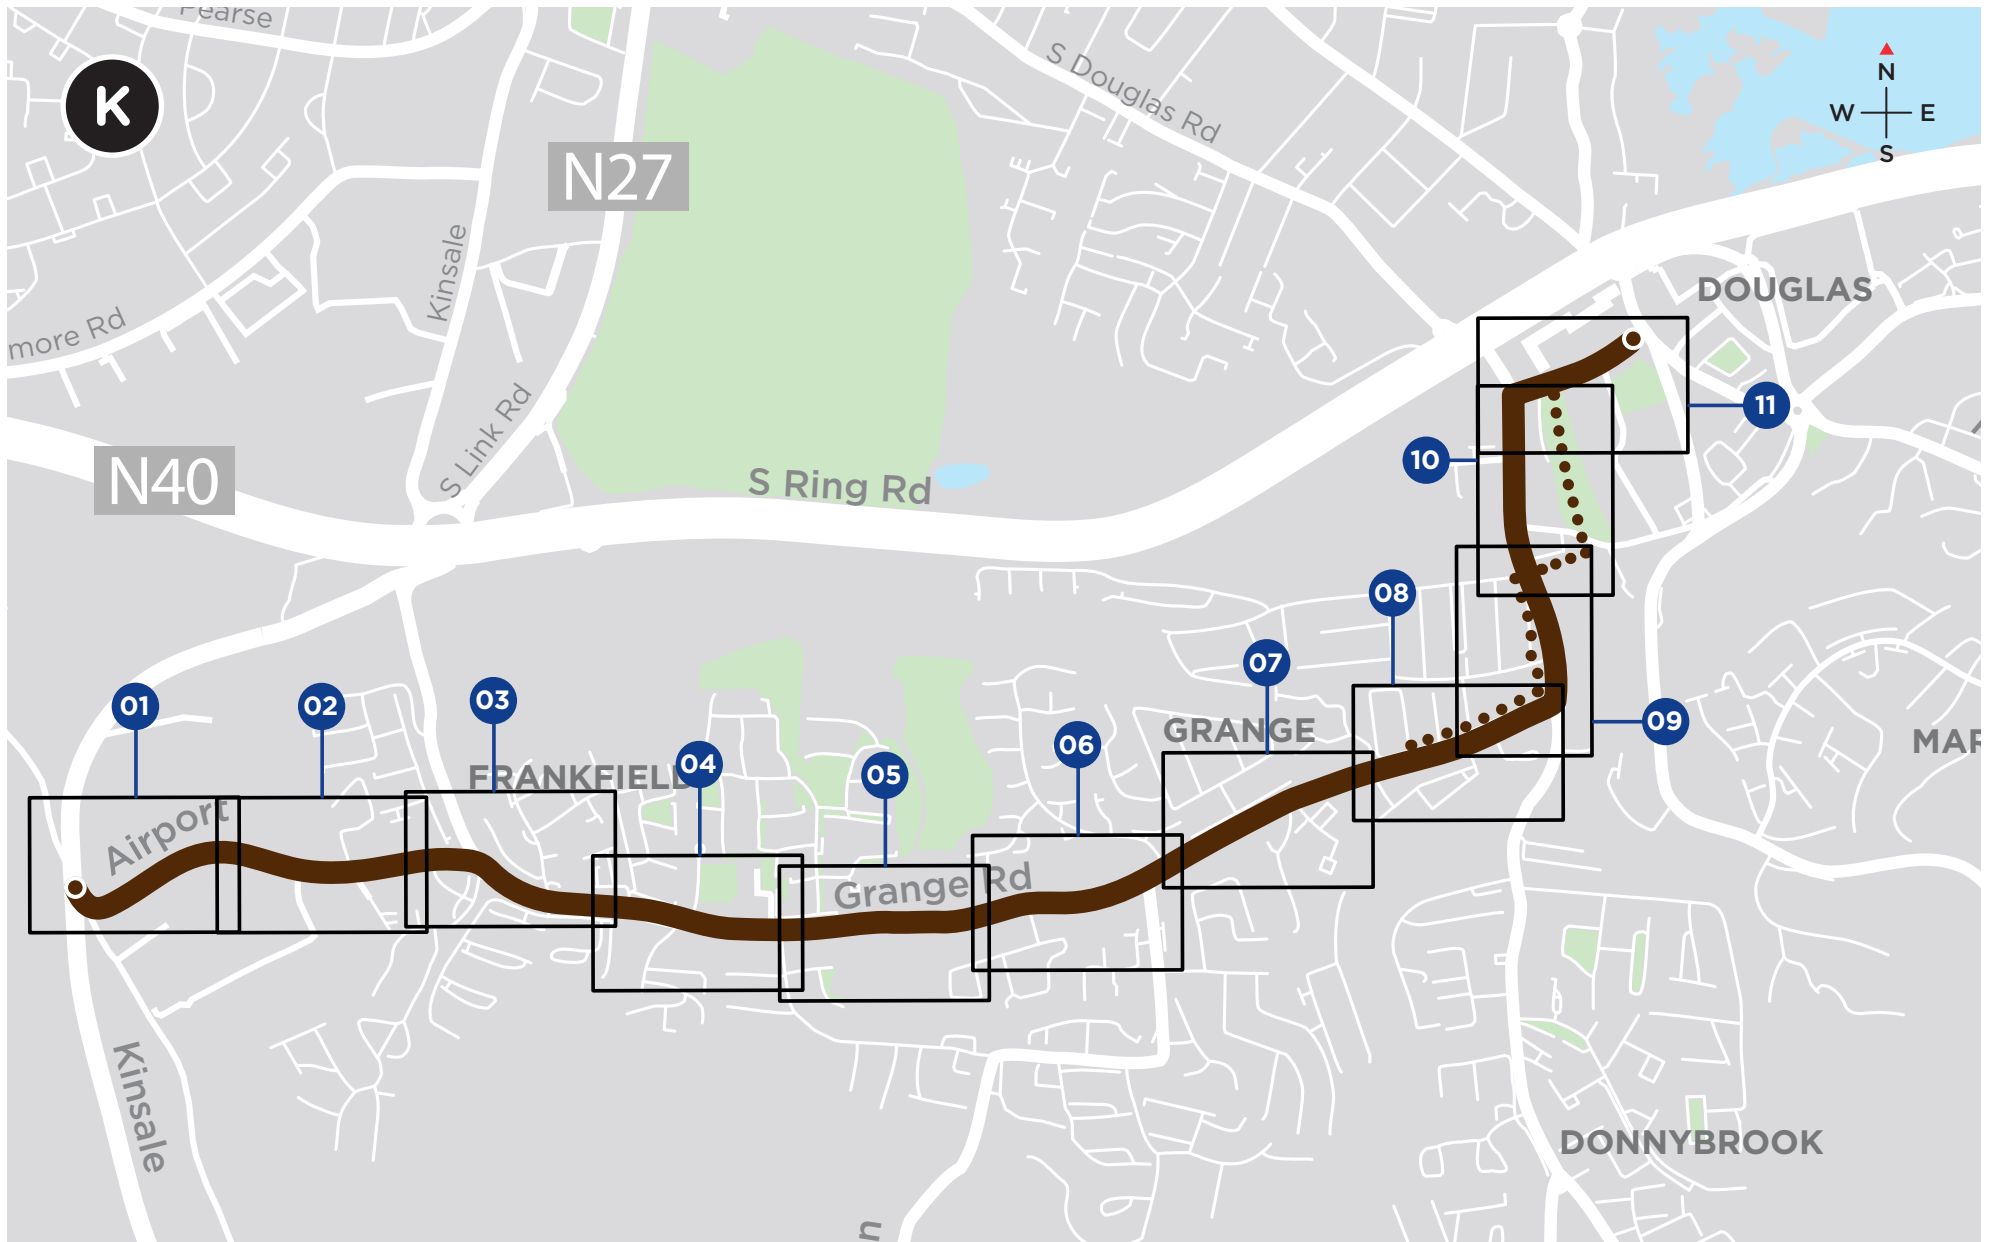 Pearse
K
N27
S Douglas Rd
N
W E
S
Kinsale
DOUGLAS
more Rd
S Link Rd
11
N40
S Ring Rd
10
08
07
01
02
03
GRANGE
09
06
MAR
04
FRANKFIELD
05
Airport
Grange Rd
Kinsale
DONNYBROOK
n